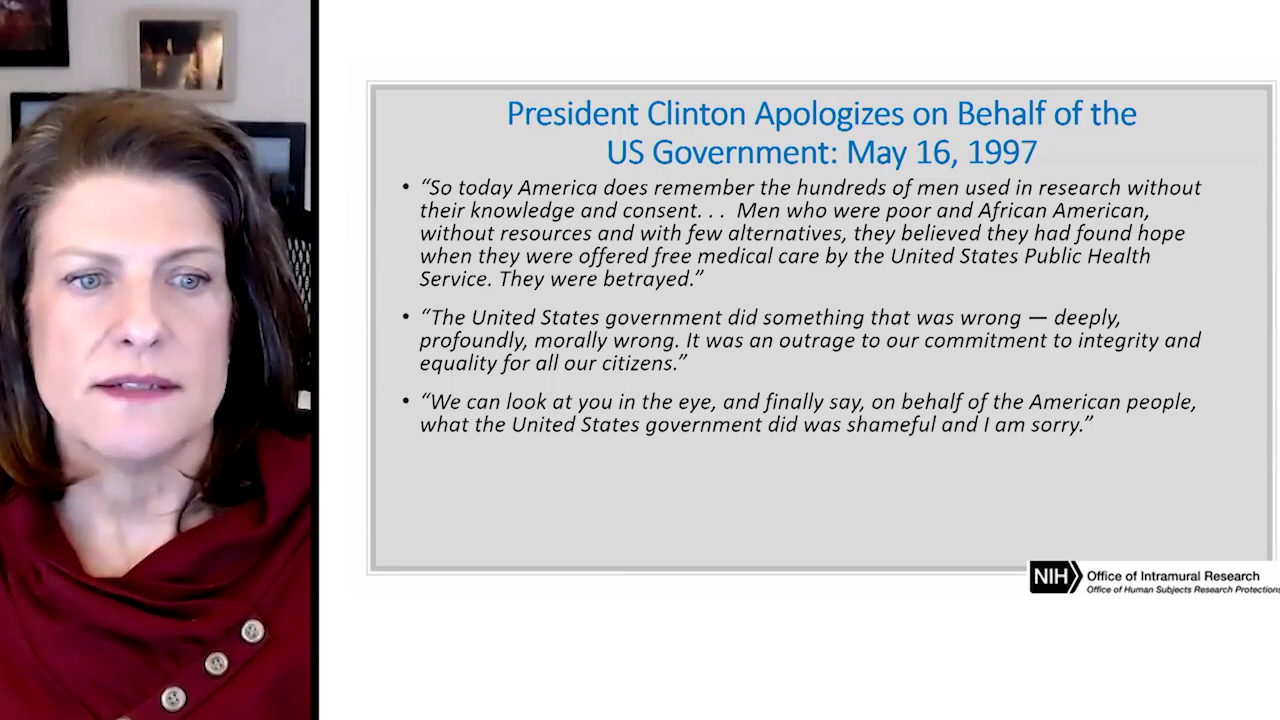 President Clinton Apologizes on Behalf of the
US Government: May 16, 1997
• “So today America does remember the hundreds of men used in research without
their knowledge and consent. . .  Men who were poor and African American,
without resources and with few alternatives, they believed they had found hope
when they were offered free medical care by the United States Public Health
Service. They were betrayed.”
• “The United States government did something that was wrong — deeply,
profoundly, morally wrong. It was an outrage to our commitment to integrity and
equality for all our citizens.”
• “We can look at you in the eye, and finally say, on behalf of the American people,
what the United States government did was shameful and I am sorry.”
NIH Office of Intramural Research
Office of Human Subjects Research Protections